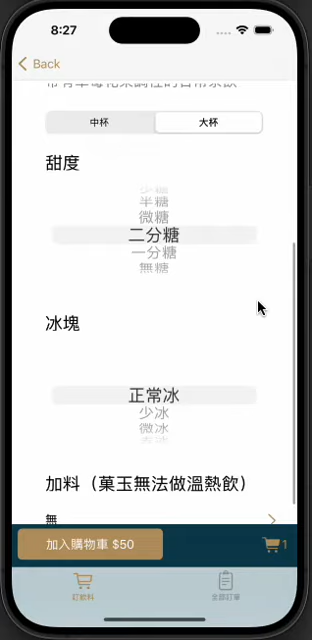 8:27
Back
中杯
大杯
甜度
少糖
半糖
微糖
二分糖
一分糖
無糖
冰塊
正常冰
少冰
微冰
加料（菓玉無法做溫熱飲）
無
加入購物車 $50
1
訂飲料
全部訂單